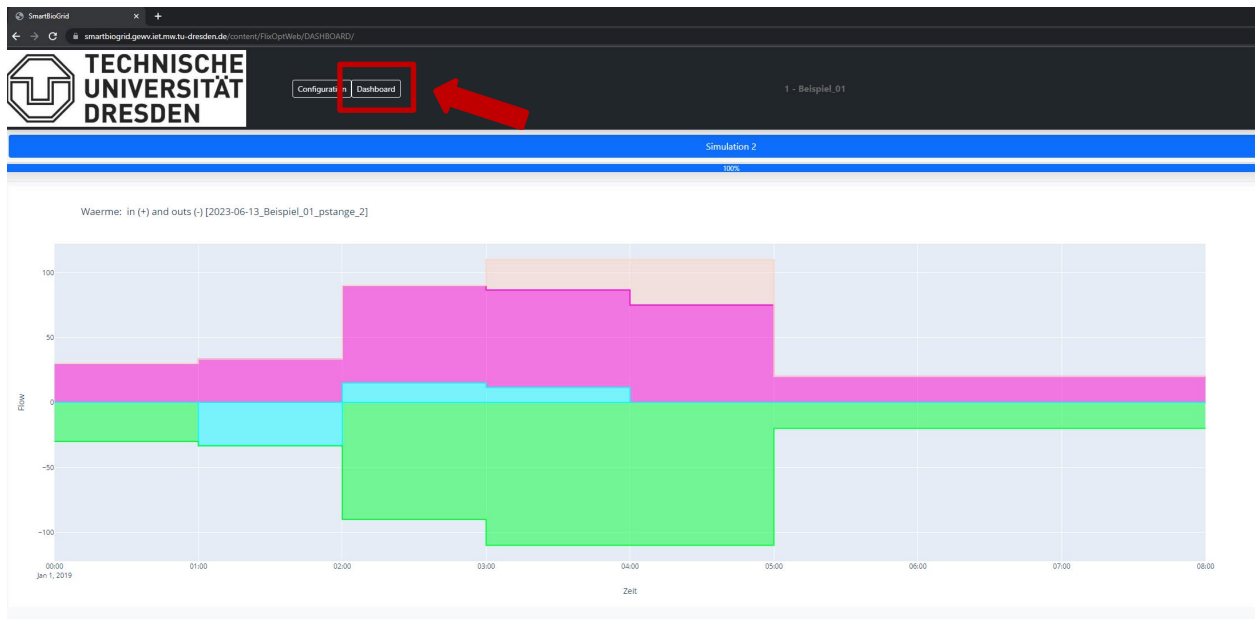 SmartBioGrid
smartbiogrid.gewv.iet.mw.tu-dresden.de/content/FlixOptWeb/DASHBOARD/
TECHNISCHE
UNIVERSITÄT
DRESDEN
Configuration Dashboard
1 - Beispiel_01
Simulation 2
100%
Waerme: in (+) and outs (-) [2023-06-13_Beispiel_01_pstange_2]
100
50
0
−50
−100
Flow
00:00 01:00 02:00 03:00 04:00 05:00 06:00 07:00 08:00
Jan 1, 2019
Zeit